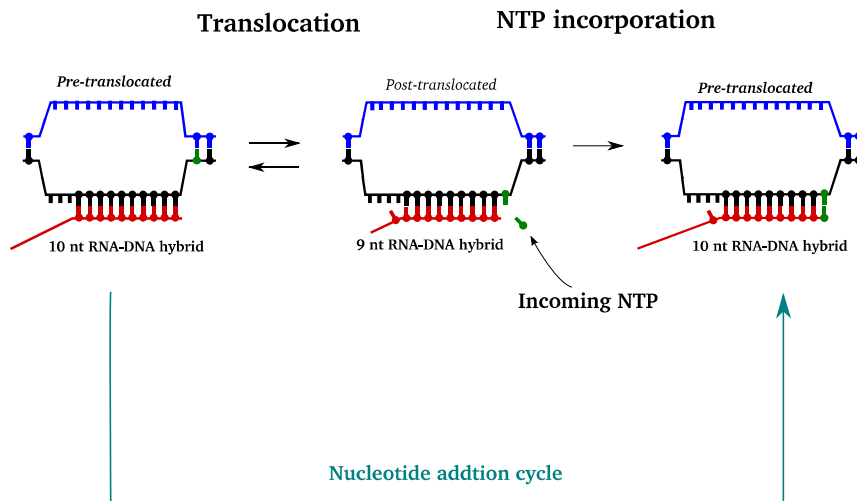 Translocation
NTP incorporation
Pre-translocated
Post-translocated
Pre-translocated
10 nt RNA-DNA hybrid
9 nt RNA-DNA hybrid
10 nt RNA-DNA hybrid
Incoming NTP
Nucleotide addtion cycle